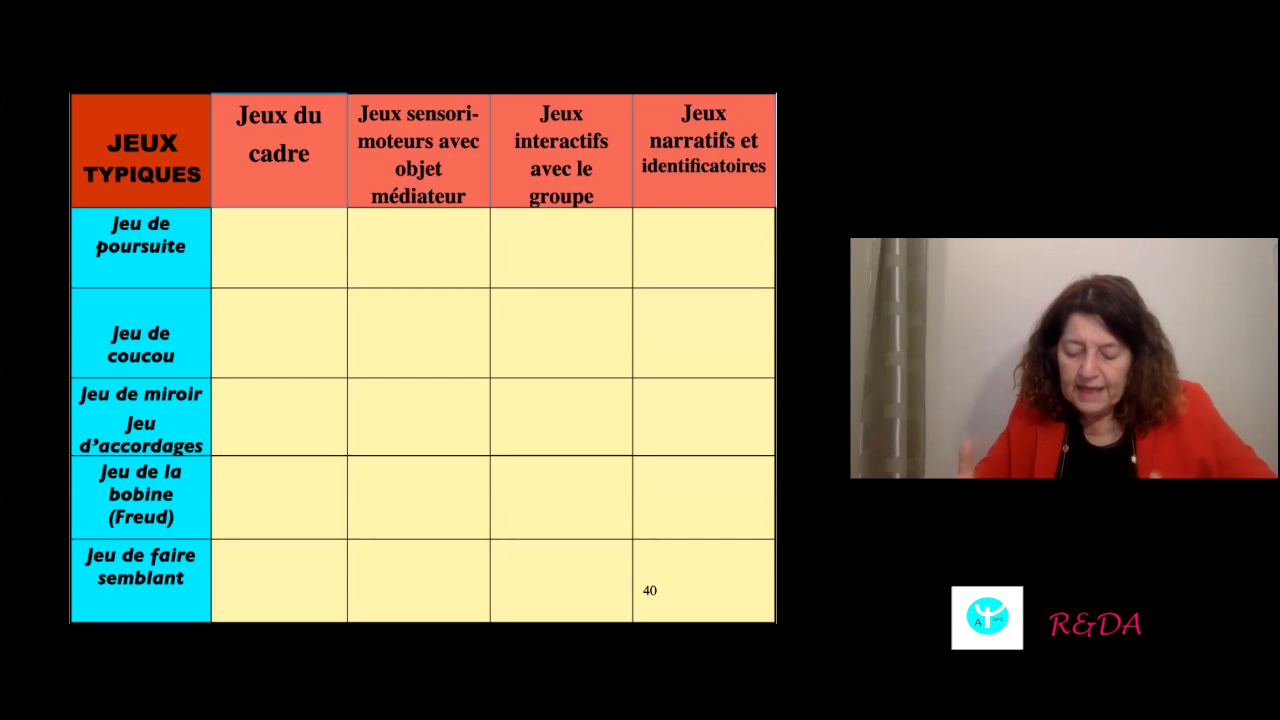 JEUX
TYPIQUES
Jeux du
cadre
Jeux sensori-
moteurs avec
objet
médiateur
Jeux
interactifs
avec le
groupe
Jeux
narratifs et
identificatoires
Jeu de
poursuite
Jeu de
coucou
Jeu de miroir
Jeu
d’accordages
Jeu de la
bobine
(Freud)
Jeu de faire
semblant
40
R&DA